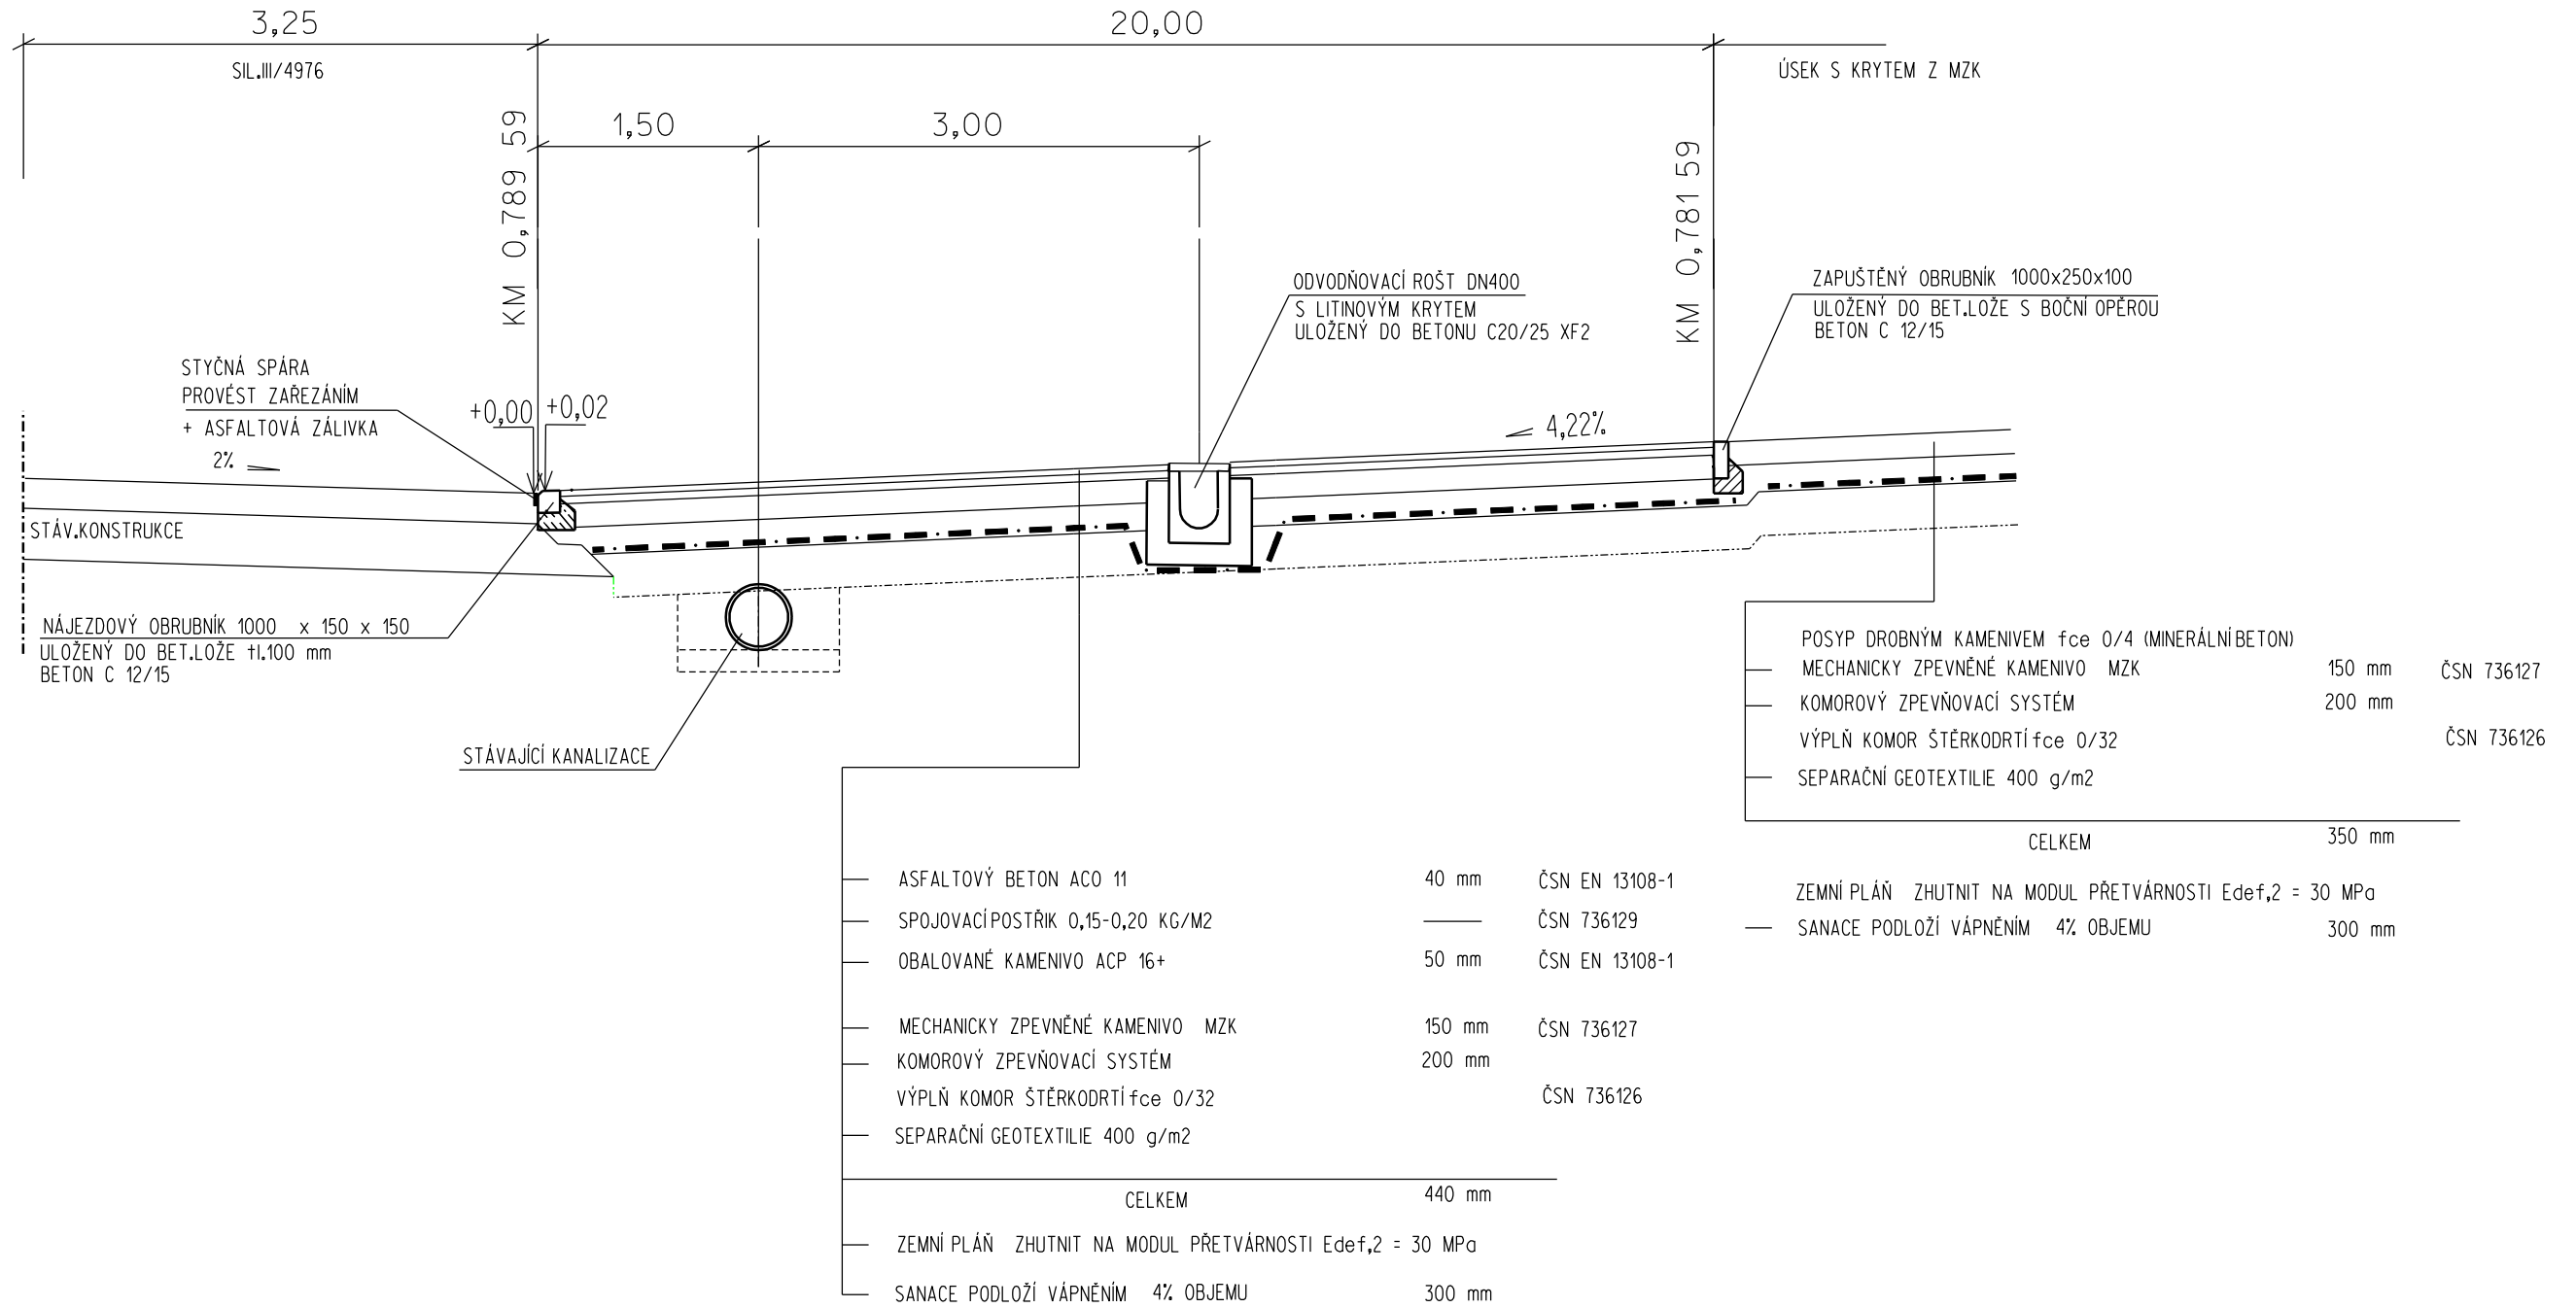 3,25
20,00
SIL.III/4976
ÚSEK S KRYTEM Z MZK
1,50
3,00
KM 0,789 59
KM 0,781 59
ODVODŇOVACÍ ROŠT DN400
S LITINOVÝM KRYTEM
ULOŽENÝ DO BETONU C20/25 XF2
ZAPUŠTĚNÝ OBRUBNÍK 1000x250x100
ULOŽENÝ DO BET.LOŽE S BOČNÍ OPĚROU
BETON C 12/15
STYČNÁ SPÁRA
PROVÉST ZAŘEZÁNÍM
+ ASFALTOVÁ ZÁLIVKA
+0,00
+0,02
2%
4,22%
STÁV.KONSTRUKCE
NÁJEZDOVÝ OBRUBNÍK 1000 x 150 x 150
ULOŽENÝ DO BET.LOŽE tl.100 mm
BETON C 12/15
STÁVAJÍCÍ KANALIZACE
POSYP DROBNÝM KAMENIVEM fce 0/4 (MINERÁLNÍ BETON)
MECHANICKY ZPEVNĚNÉ KAMENIVO MZK 150 mm ČSN 736127
KOMOROVÝ ZPEVŇOVACÍ SYSTÉM 200 mm
VÝPLŇ KOMOR ŠTĚRKODRTÍ fce 0/32 ČSN 736126
SEPARAČNÍ GEOTEXTILIE 400 g/m2
CELKEM 350 mm
ZEMNÍ PLÁŇ ZHUTNIT NA MODUL PŘETVÁRNOSTI Edef,2 = 30 MPa
SANACE PODLOŽÍ VÁPNĚNÍM 4% OBJEMU 300 mm
ASFALTOVÝ BETON ACO 11 40 mm ČSN EN 13108-1
SPOJOVACÍ POSTŘIK 0,15-0,20 KG/M2 ČSN 736129
OBALOVANÉ KAMENIVO ACP 16+ 50 mm ČSN EN 13108-1
MECHANICKY ZPEVNĚNÉ KAMENIVO MZK 150 mm ČSN 736127
KOMOROVÝ ZPEVŇOVACÍ SYSTÉM 200 mm
VÝPLŇ KOMOR ŠTĚRKODRTÍ fce 0/32 ČSN 736126
SEPARAČNÍ GEOTEXTILIE 400 g/m2
CELKEM 440 mm
ZEMNÍ PLÁŇ ZHUTNIT NA MODUL PŘETVÁRNOSTI Edef,2 = 30 MPa
SANACE PODLOŽÍ VÁPNĚNÍM 4% OBJEMU 300 mm